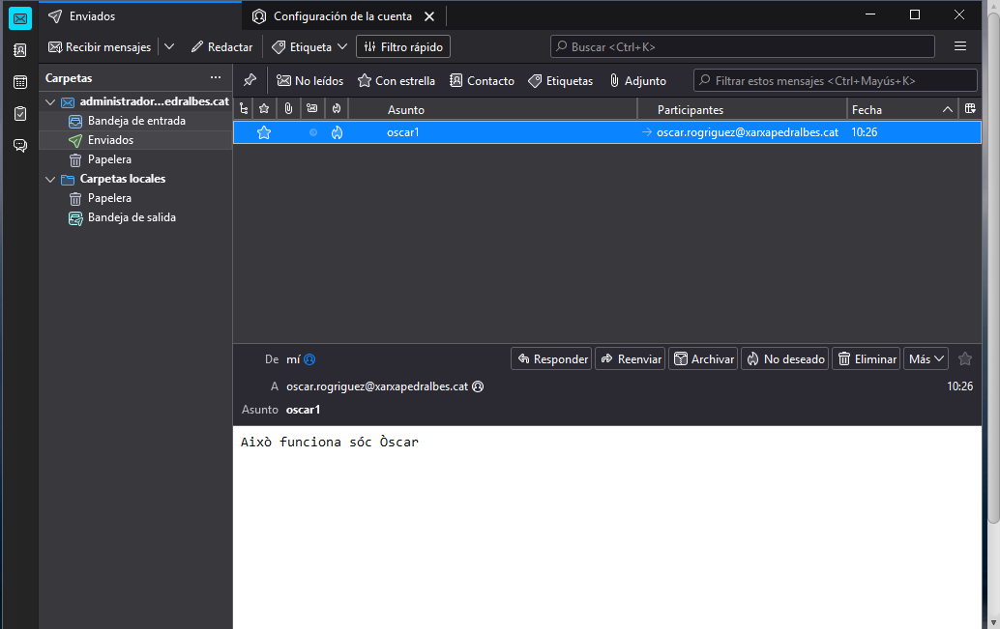 Enviados
Configuración de la cuenta
Recibir mensajes
Redactar
Etiqueta
Filtro rápido
Buscar <Ctrl+K>
Carpetas
No leídos
Con estrella
Contacto
Etiquetas
Adjunto
Filtrar estos mensajes <Ctrl+Mayús+K>
administrador...edralbes.cat
Bandeja de entrada
Enviados
Papelera
Carpetas locales
Papelera
Bandeja de salida
Asunto
Participantes
Fecha
oscar1
oscar.rogriguez@xarxapedralbes.cat
10:26
De mí
Responder
Reenviar
Archivar
No deseado
Eliminar
Más
A oscar.rogriguez@xarxapedralbes.cat
10:26
Asunto oscar1
Això funciona sóc Òscar